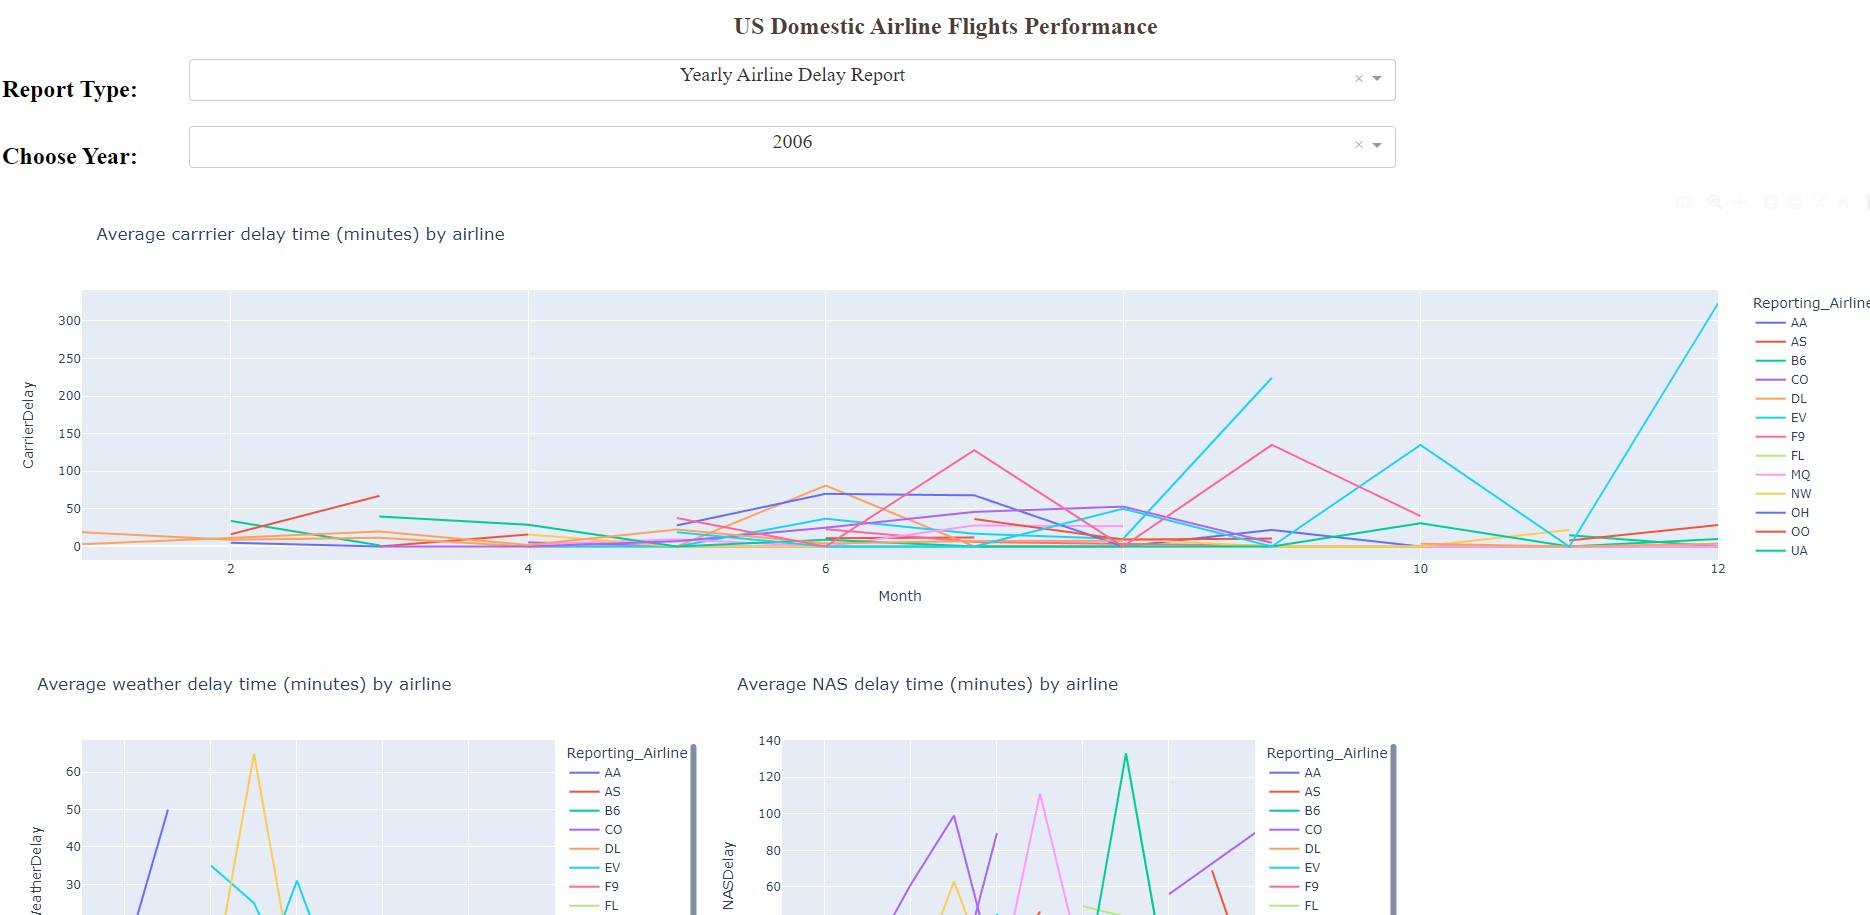 US Domestic Airline Flights Performance
Report Type:
Yearly Airline Delay Report
×
Choose Year:
2006
×
Average carrrier delay time (minutes) by airline
CarrierDelay
300
250
200
150
100
50
0
2
4
6
8
10
12
Month
Reporting_Airline
AA
AS
B6
CO
DL
EV
F9
FL
MQ
NW
OH
OO
UA
Average weather delay time (minutes) by airline
WeatherDelay
60
50
40
30
Reporting_Airline
AA
AS
B6
CO
DL
EV
F9
FL
Average NAS delay time (minutes) by airline
NASDelay
140
120
100
80
60
Reporting_Airline
AA
AS
B6
CO
DL
EV
F9
FL